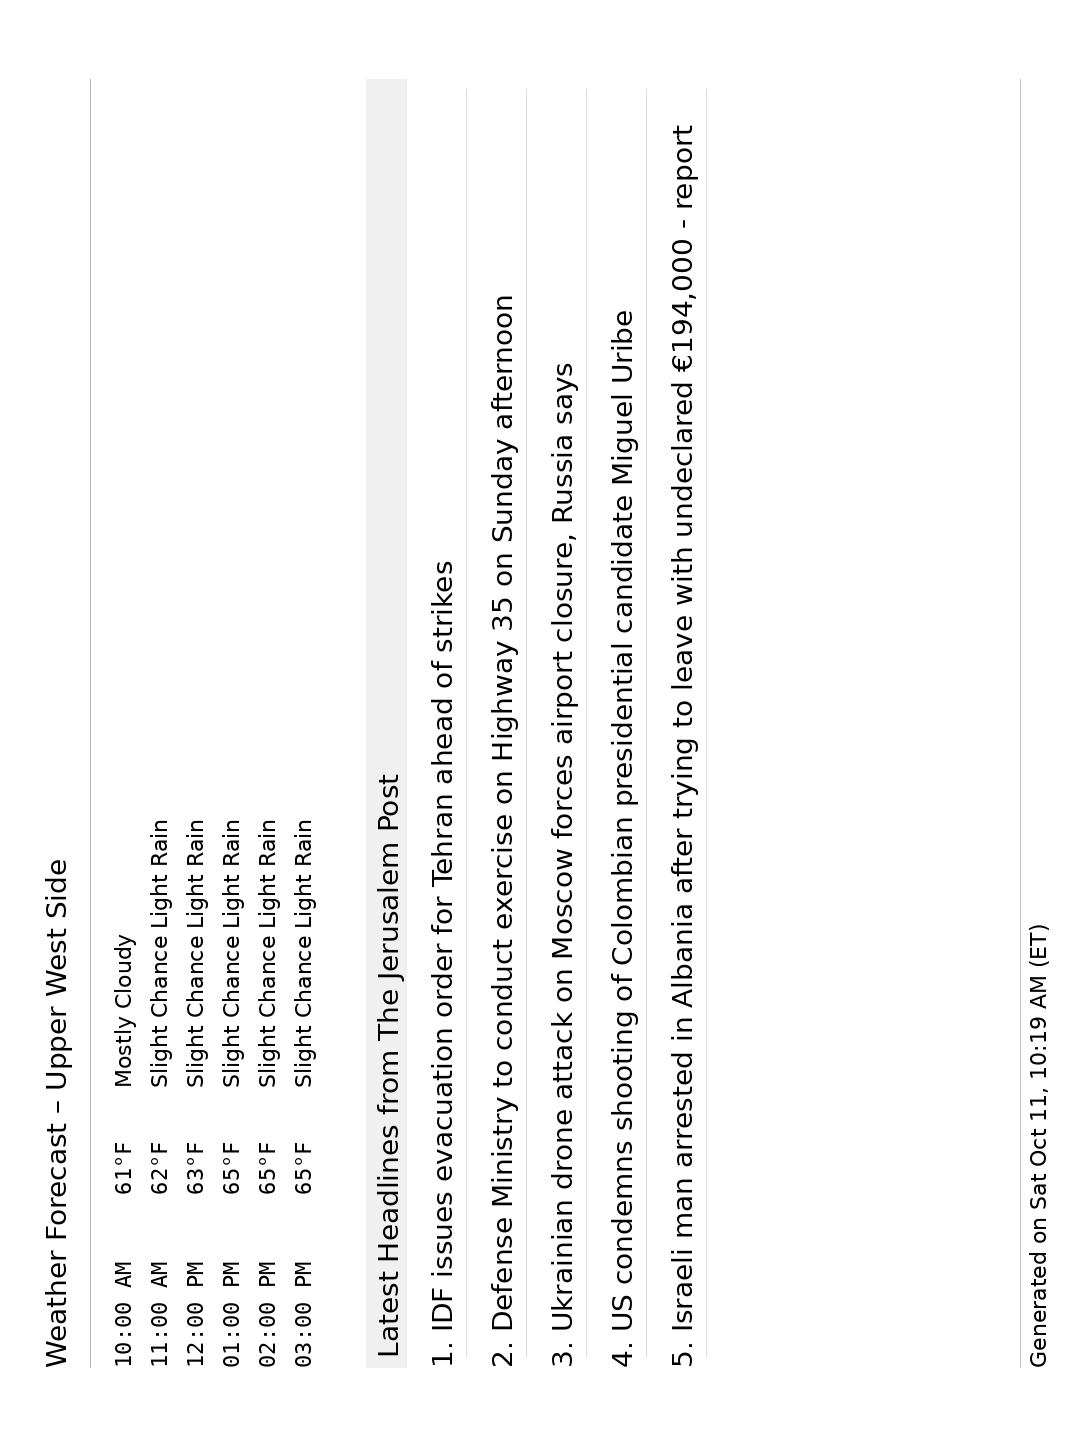 Weather Forecast – Upper West Side
10:00 AM 61°F Mostly Cloudy
11:00 AM 62°F Slight Chance Light Rain
12:00 PM 63°F Slight Chance Light Rain
01:00 PM 65°F Slight Chance Light Rain
02:00 PM 65°F Slight Chance Light Rain
03:00 PM 65°F Slight Chance Light Rain
Latest Headlines from The Jerusalem Post
1. IDF issues evacuation order for Tehran ahead of strikes
2. Defense Ministry to conduct exercise on Highway 35 on Sunday afternoon
3. Ukrainian drone attack on Moscow forces airport closure, Russia says
4. US condemns shooting of Colombian presidential candidate Miguel Uribe
5. Israeli man arrested in Albania after trying to leave with undeclared €194,000 - report
Generated on Sat Oct 11, 10:19 AM (ET)